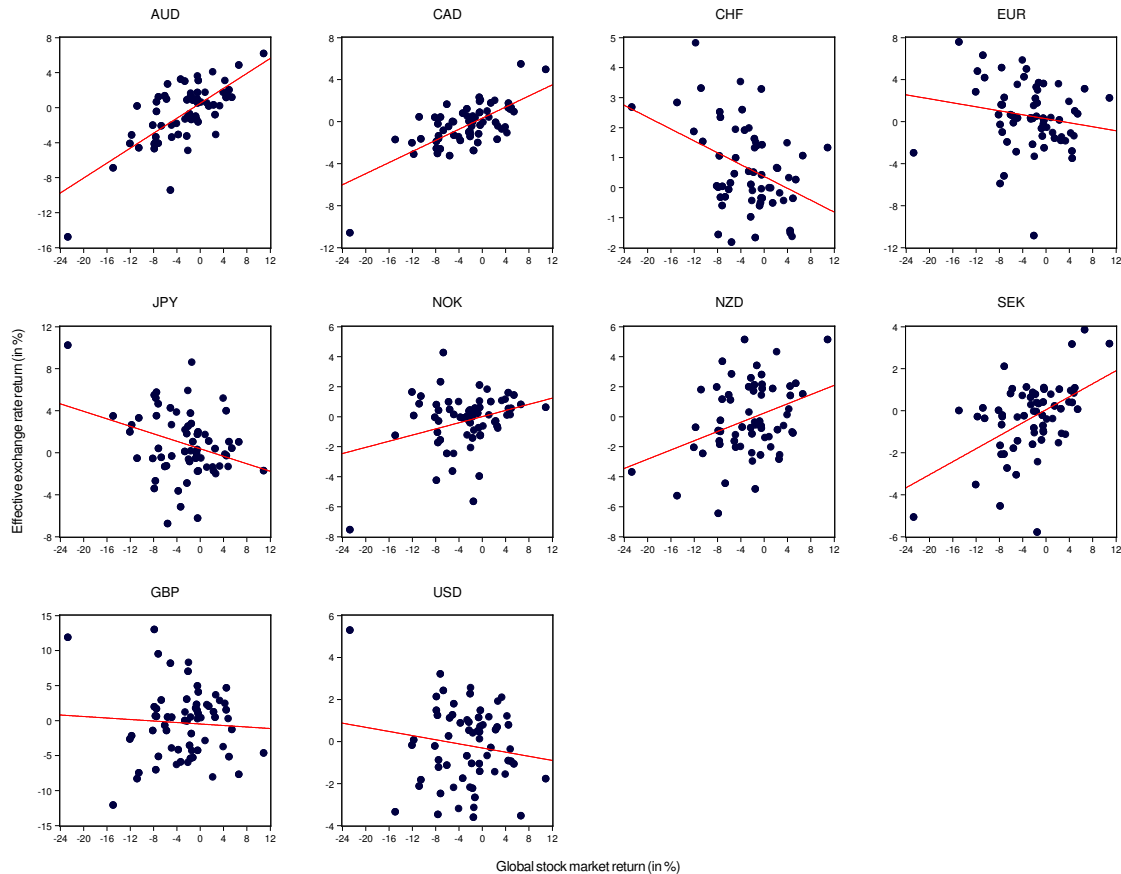 AUD CAD CHF EUR
8 4 0 -4 -8 -12 -16
-24 -20 -16 -12 -8 -4 0 4 8 12
8 4 0 -4 -8 -12
-24 -20 -16 -12 -8 -4 0 4 8 12
5 4 3 2 1 0 -1 -2
-24 -20 -16 -12 -8 -4 0 4 8 12
8 4 0 -4 -8 -12
-24 -20 -16 -12 -8 -4 0 4 8 12
Effective exchange rate return (in %)
JPY NOK NZD SEK
12 8 4 0 -4 -8
-24 -20 -16 -12 -8 -4 0 4 8 12
6 4 2 0 -2 -4 -6 -8
-24 -20 -16 -12 -8 -4 0 4 8 12
6 4 2 0 -2 -4 -6 -8
-24 -20 -16 -12 -8 -4 0 4 8 12
4 2 0 -2 -4 -6
-24 -20 -16 -12 -8 -4 0 4 8 12
GBP USD
15 10 5 0 -5 -10 -15
-24 -20 -16 -12 -8 -4 0 4 8 12
6 4 2 0 -2 -4
-24 -20 -16 -12 -8 -4 0 4 8 12
Global stock market return (in %)